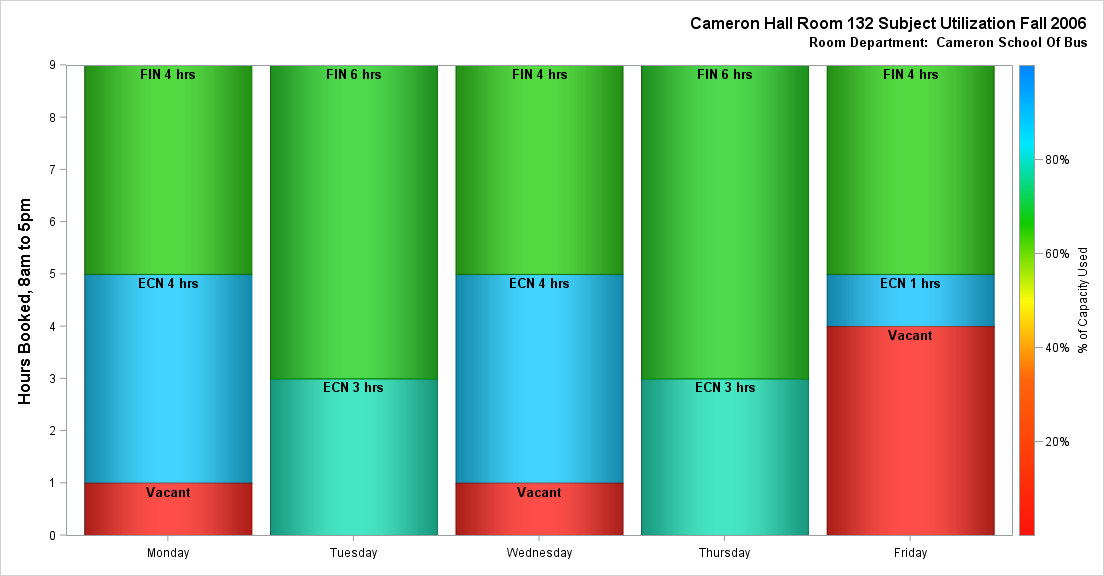 Cameron Hall Room 132 Subject Utilization Fall 2006
Room Department:  Cameron School Of Bus
Hours Booked, 8am to 5pm
9
8
7
6
5
4
3
2
1
0
FIN 4 hrs
ECN 4 hrs
Vacant
FIN 6 hrs
ECN 3 hrs
FIN 4 hrs
ECN 4 hrs
Vacant
FIN 6 hrs
ECN 3 hrs
FIN 4 hrs
ECN 1 hrs
Vacant
Monday
Tuesday
Wednesday
Thursday
Friday
80%
60%
40%
20%
% of Capacity Used